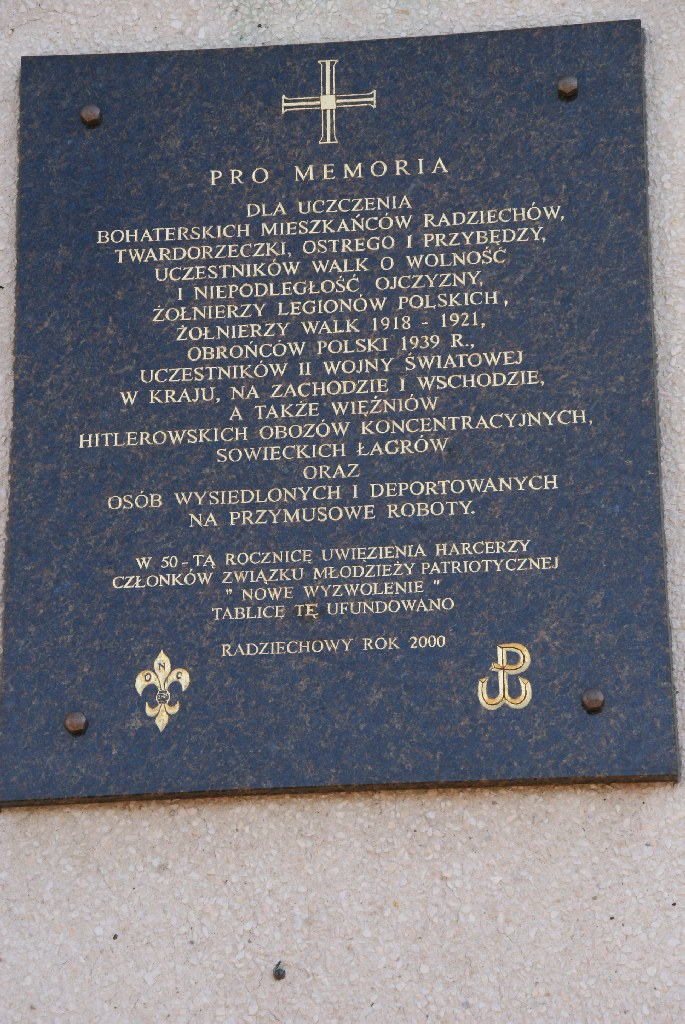 PRO MEMORIA
DLA UCZCZENIA
BOHATERSKICH MIESZKAŃCÓW RADZIECHÓW,
TWARDORZECZKI, OSTREGO I PRZYBĘDZY,
UCZESTNIKÓW WALK O WOLNOŚĆ
I NIEPODLEGŁOŚĆ OJCZYZNY,
ŻOŁNIERZY LEGIONÓW POLSKICH,
ŻOŁNIERZY WALK 1918 - 1921,
OBROŃCÓW POLSKI 1939 R.,
UCZESTNIKÓW II WOJNY ŚWIATOWEJ
W KRAJU, NA ZACHODZIE I WSCHODZIE,
A TAKŻE WIĘŹNIÓW
HITLEROWSKICH OBOZÓW KONCENTRACYJNYCH,
SOWIECKICH ŁAGRÓW
ORAZ
OSÓB WYSIEDLONYCH I DEPORTOWANYCH
NA PRZYMUSOWE ROBOTY.
W 50-TĄ ROCZNICĘ UWIĘZIENIA HARCERZY
CZŁONKÓW ZWIĄZKU MŁODZIEŻY PATRIOTYCZNEJ
" NOWE WYZWOLENIE "
TABLICĘ TĘ UFUNDOWANO
RADZIECHOWY ROK 2000
O N C
P